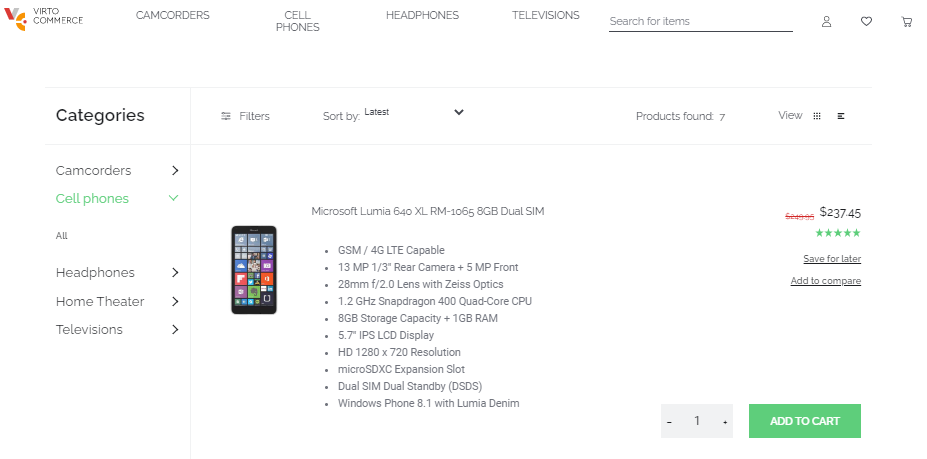 VIRTO
COMMERCE
CAMCORDERS
CELL
PHONES
HEADPHONES
TELEVISIONS
Search for items
Categories
Filters
Sort by: Latest
Products found: 7
View
Camcorders
Cell phones
All
Headphones
Home Theater
Televisions
Microsoft Lumia 640 XL RM-1065 8GB Dual SIM
$249.95 $237.45
GSM / 4G LTE Capable
13 MP 1/3" Rear Camera + 5 MP Front
28mm f/2.0 Lens with Zeiss Optics
1.2 GHz Snapdragon 400 Quad-Core CPU
8GB Storage Capacity + 1GB RAM
5.7" IPS LCD Display
HD 1280 x 720 Resolution
microSDXC Expansion Slot
Dual SIM Dual Standby (DSDS)
Windows Phone 8.1 with Lumia Denim
Save for later
Add to compare
- 1 +
ADD TO CART